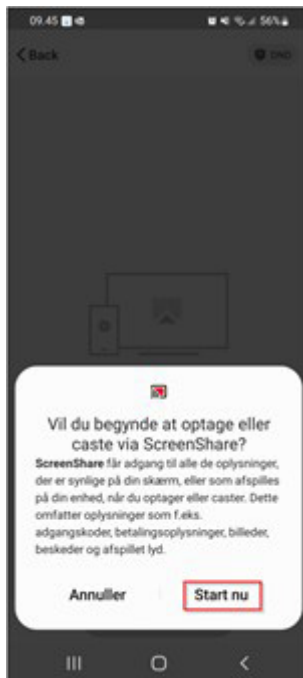 09.45
56%
Back
DND
Vil du begynde at optage eller
caste via ScreenShare?
ScreenShare får adgang til alle de oplysninger,
der er synlige på din skærm, eller som afspilles
på din enhed, når du optager eller caster. Dette
omfatter oplysninger som f.eks.
adgangskoder, betalingsoplysninger, billeder,
beskeder og afspillet lyd.
Annuller
Start nu